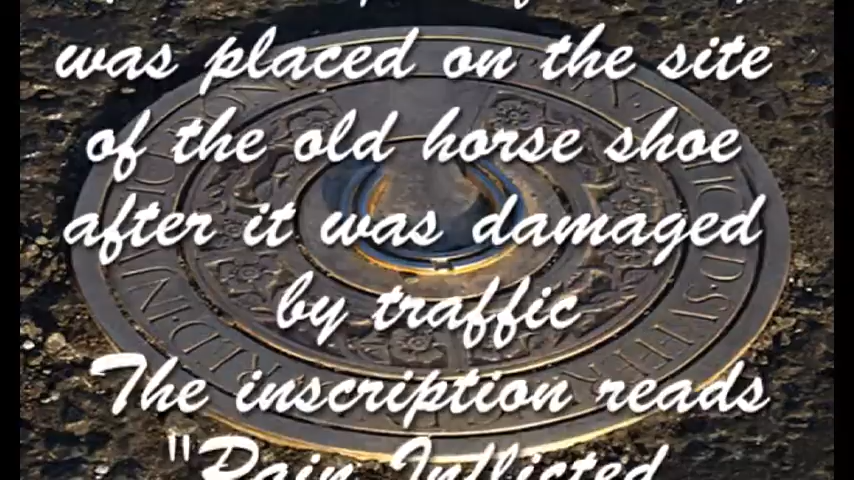 was placed on the site
of the old horse shoe
after it was damaged
by traffic
The inscription reads
"Pain Inflicted